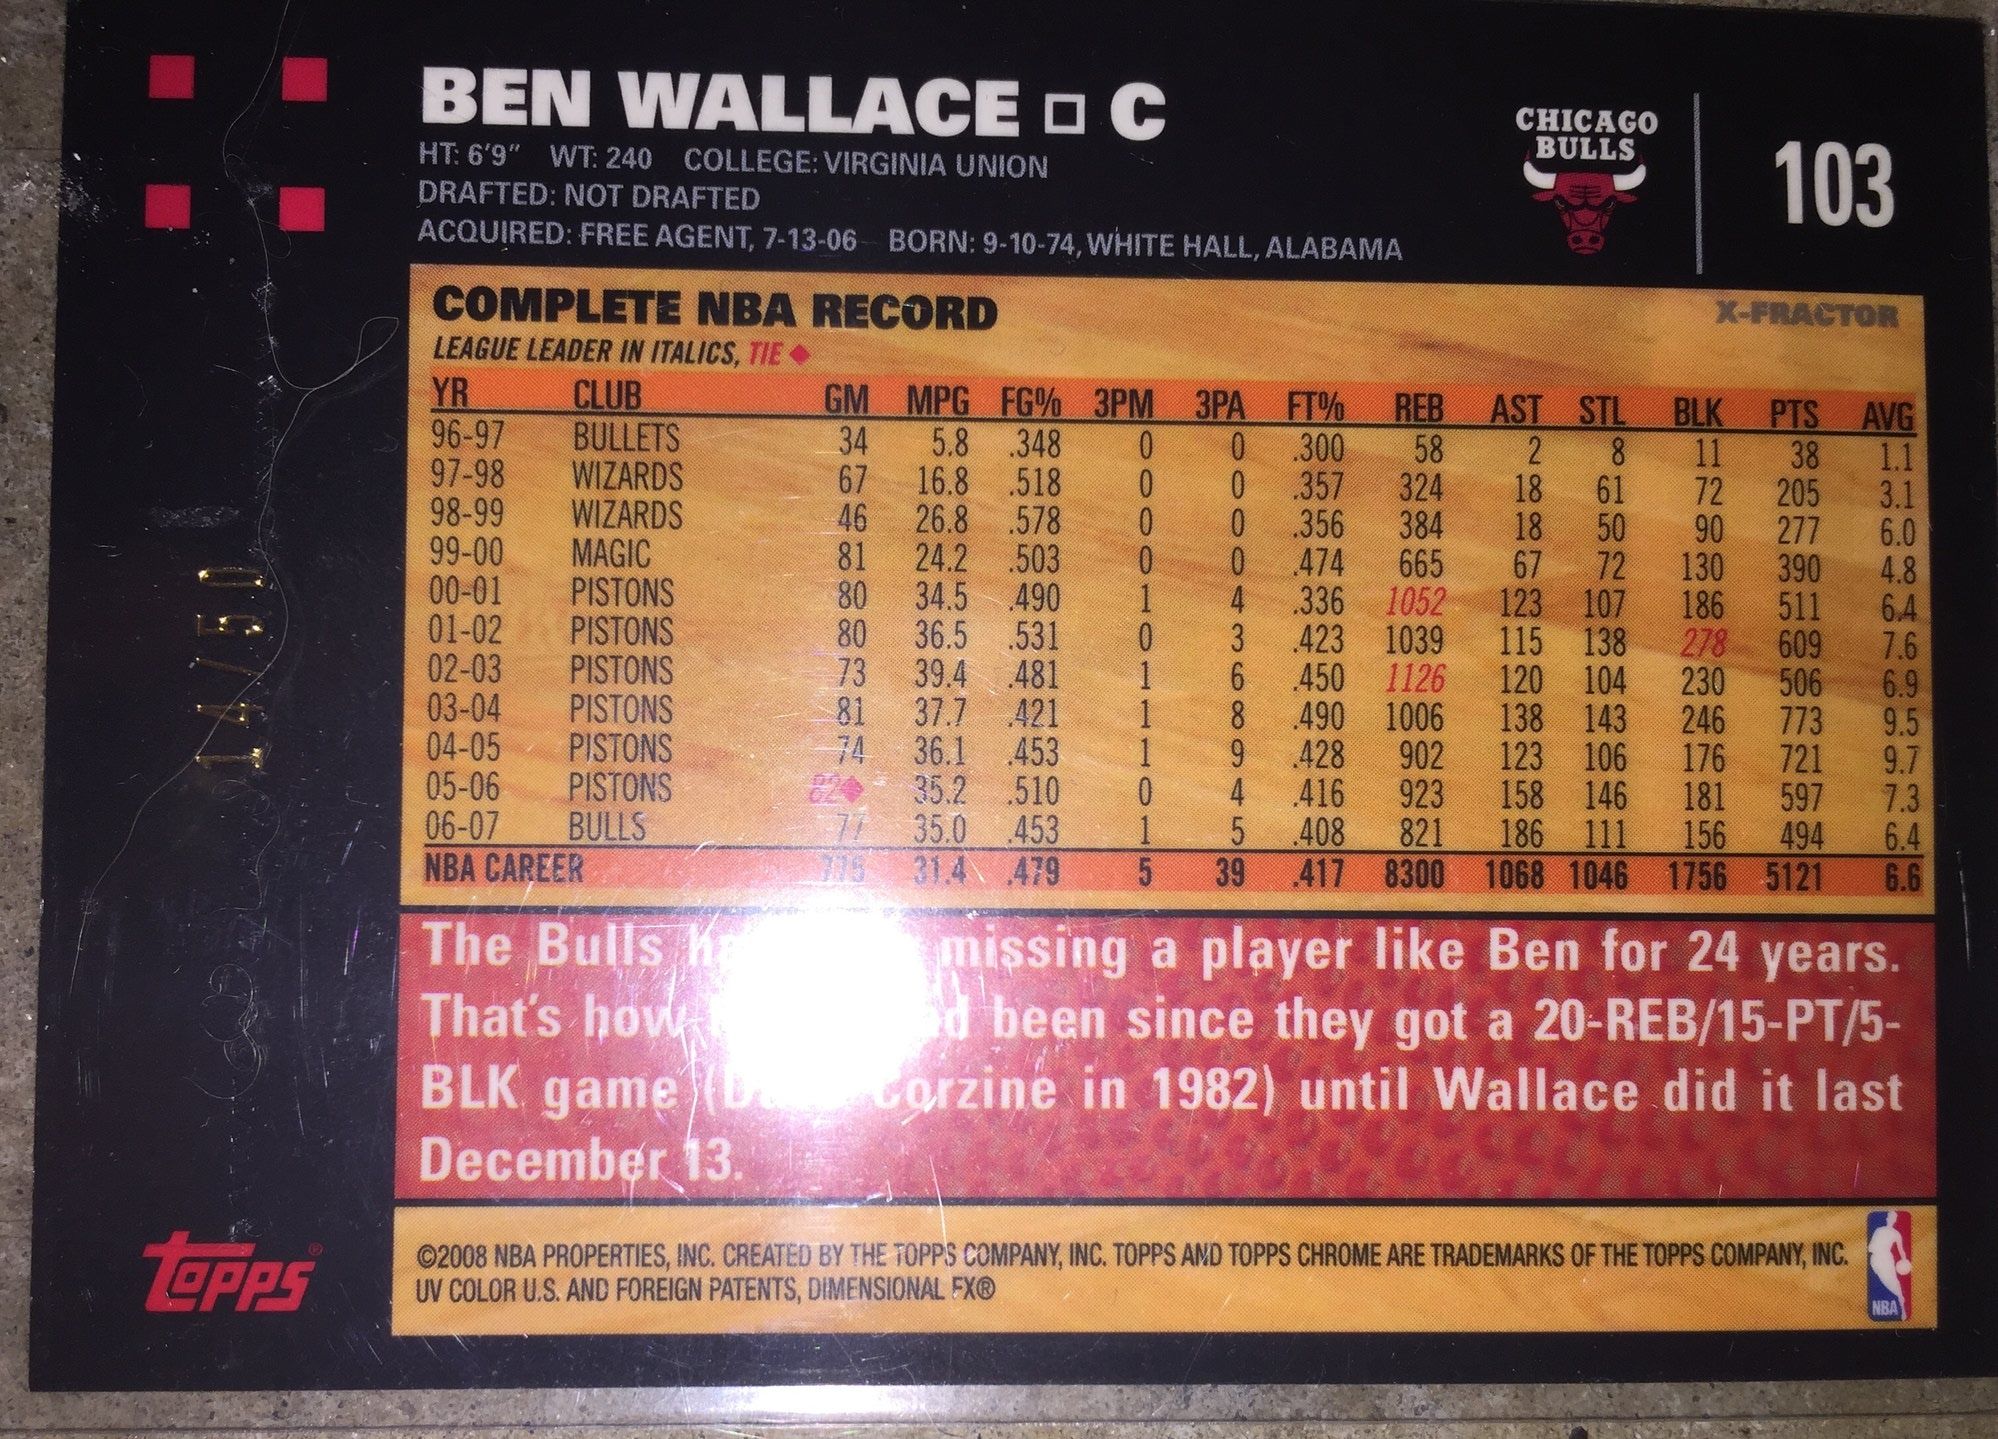 BEN WALLACE □ C
HT: 6'9" WT: 240 COLLEGE: VIRGINIA UNION
DRAFTED: NOT DRAFTED
ACQUIRED: FREE AGENT, 7-13-06 BORN: 9-10-74, WHITE HALL, ALABAMA
CHICAGO
BULLS
103
COMPLETE NBA RECORD
X-FRACTOR
LEAGUE LEADER IN ITALICS, TIE ♦
YR CLUB GM MPG FG% 3PM 3PA FT% REB AST STL BLK PTS AVG
96-97 BULLETS 34 5.8 .348 0 0 .300 58 2 8 11 38 1.1
97-98 WIZARDS 67 16.8 .518 0 0 .357 324 18 61 72 205 3.1
98-99 WIZARDS 46 26.8 .578 0 0 .356 384 18 50 90 277 6.0
99-00 MAGIC 81 24.2 .503 0 0 .474 665 67 72 130 390 4.8
00-01 PISTONS 80 34.5 .490 1 4 .336 1052 123 107 186 511 6.4
01-02 PISTONS 80 36.5 .531 0 3 .423 1039 115 138 278 609 7.6
02-03 PISTONS 73 39.4 .481 1 6 .450 1126 120 104 230 506 6.9
03-04 PISTONS 81 37.7 .421 1 8 .490 1006 138 143 246 773 9.5
04-05 PISTONS 74 36.1 .453 1 9 .428 902 123 106 176 721 9.7
05-06 PISTONS 82♦ 35.2 .510 0 4 .416 923 158 146 181 597 7.3
06-07 BULLS 77 35.0 .453 1 5 .408 821 186 111 156 494 6.4
NBA CAREER 775 31.4 .479 5 39 .417 8300 1068 1046 1756 5121 6.6
The Bulls missing a player like Ben for 24 years.
That's how been since they got a 20-REB/15-PT/5-
BLK game Corzine in 1982) until Wallace did it last
December 13.
©2008 NBA PROPERTIES, INC. CREATED BY THE TOPPS COMPANY, INC. TOPPS AND TOPPS CHROME ARE TRADEMARKS OF THE TOPPS COMPANY, INC.
UV COLOR U.S. AND FOREIGN PATENTS, DIMENSIONAL FX®
NBA
14/50
Topps®